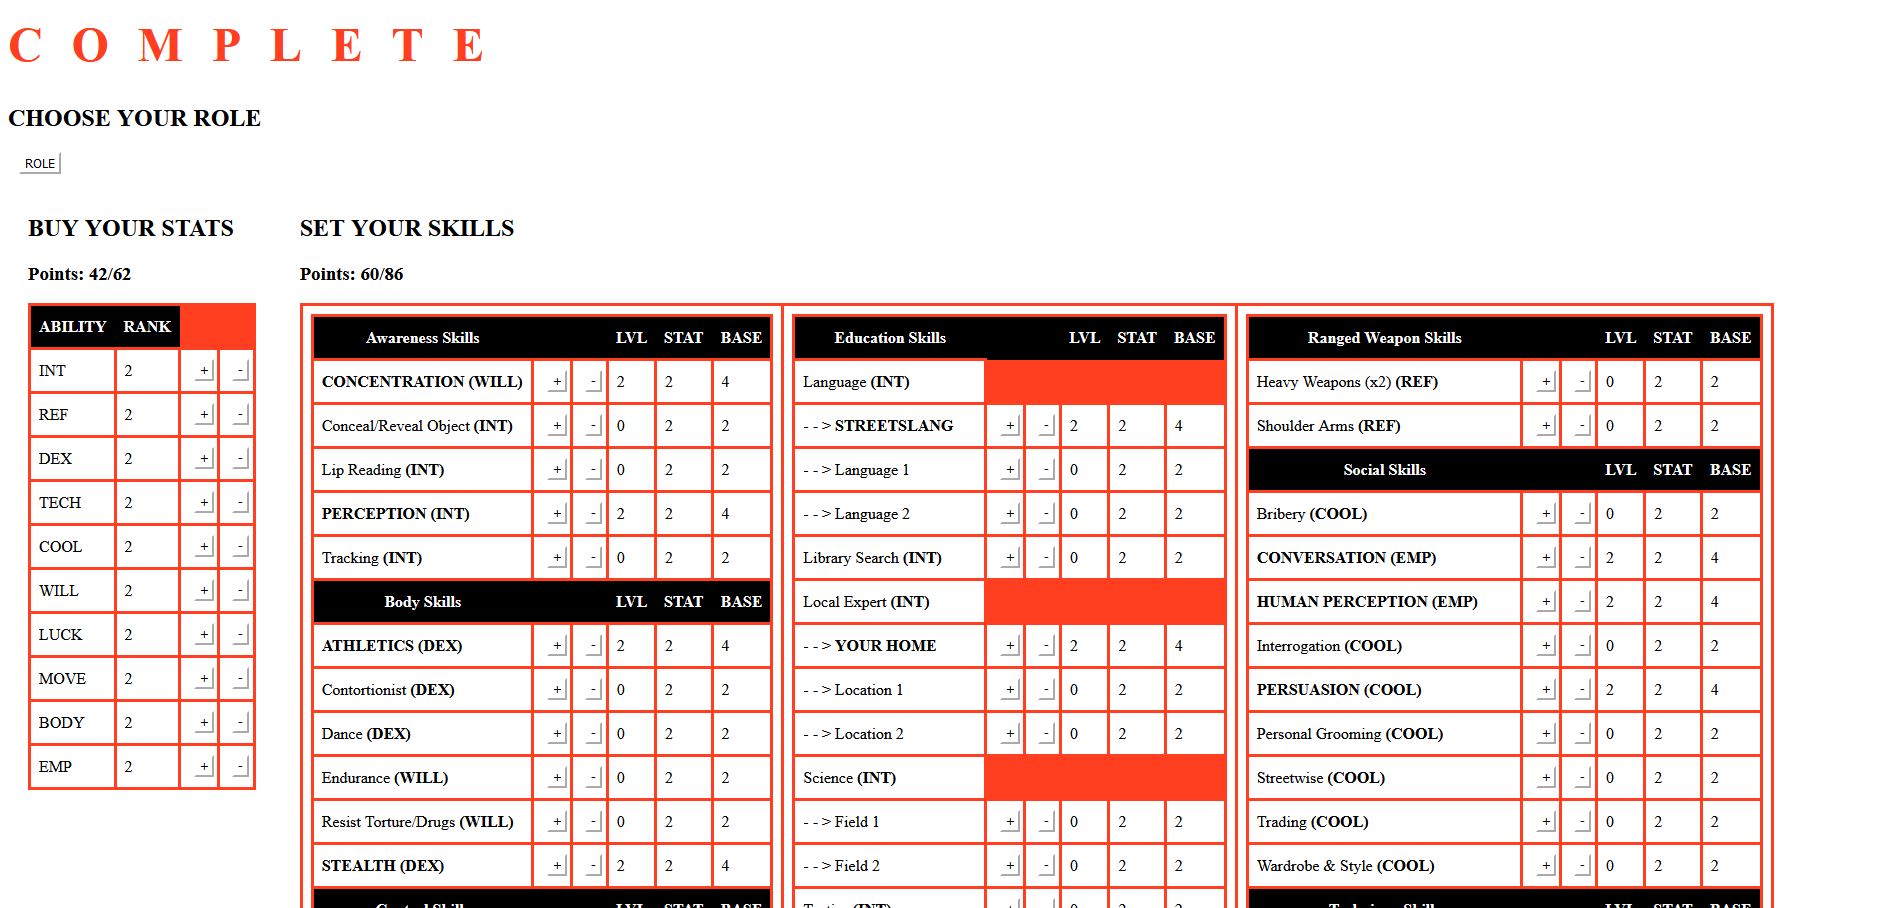 C O M P L E T E
CHOOSE YOUR ROLE
ROLE
BUY YOUR STATS
Points: 42/62
ABILITY RANK
INT 2 + -
REF 2 + -
DEX 2 + -
TECH 2 + -
COOL 2 + -
WILL 2 + -
LUCK 2 + -
MOVE 2 + -
BODY 2 + -
EMP 2 + -
SET YOUR SKILLS
Points: 60/86
Awareness Skills LVL STAT BASE
CONCENTRATION (WILL) + - 2 2 4
Conceal/Reveal Object (INT) + - 0 2 2
Lip Reading (INT) + - 0 2 2
PERCEPTION (INT) + - 2 2 4
Tracking (INT) + - 0 2 2
Body Skills LVL STAT BASE
ATHLETICS (DEX) + - 2 2 4
Contortionist (DEX) + - 0 2 2
Dance (DEX) + - 0 2 2
Endurance (WILL) + - 0 2 2
Resist Torture/Drugs (WILL) + - 0 2 2
STEALTH (DEX) + - 2 2 4
Education Skills LVL STAT BASE
Language (INT)
- - > STREETSLANG + - 2 2 4
- - > Language 1 + - 0 2 2
- - > Language 2 + - 0 2 2
Library Search (INT) + - 0 2 2
Local Expert (INT)
- - > YOUR HOME + - 2 2 4
- - > Location 1 + - 0 2 2
- - > Location 2 + - 0 2 2
Science (INT)
- - > Field 1 + - 0 2 2
- - > Field 2 + - 0 2 2
Ranged Weapon Skills LVL STAT BASE
Heavy Weapons (x2) (REF) + - 0 2 2
Shoulder Arms (REF) + - 0 2 2
Social Skills LVL STAT BASE
Bribery (COOL) + - 0 2 2
CONVERSATION (EMP) + - 2 2 4
HUMAN PERCEPTION (EMP) + - 2 2 4
Interrogation (COOL) + - 0 2 2
PERSUASION (COOL) + - 2 2 4
Personal Grooming (COOL) + - 0 2 2
Streetwise (COOL) + - 0 2 2
Trading (COOL) + - 0 2 2
Wardrobe & Style (COOL) + - 0 2 2